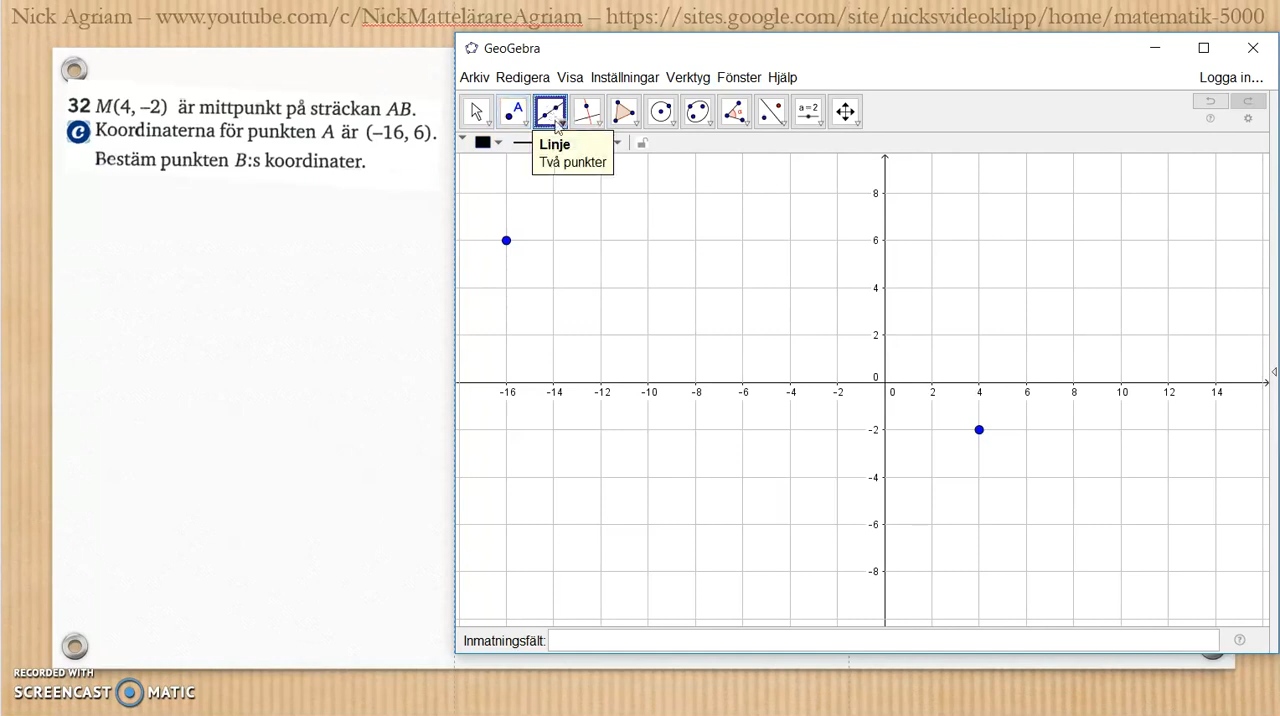 Nick Agriam – www.youtube.com/c/NickMattelärareAgriam – https://sites.google.com/site/nicksvideoklipp/home/matematik-5000
32 M(4, –2) är mittpunkt på sträckan AB.
C Koordinaterna för punkten A är (–16, 6).
Bestäm punkten B:s koordinater.
GeoGebra
Arkiv Redigera Visa Inställningar Verktyg Fönster Hjälp Logga in...
A a=2
Linje
Två punkter
8
6
4
2
0
-16 -14 -12 -10 -8 -6 -4 -2 0 2 4 6 8 10 12 14
-2
-4
-6
-8
Inmatningsfält:
RECORDED WITH
SCREENCAST MATIC